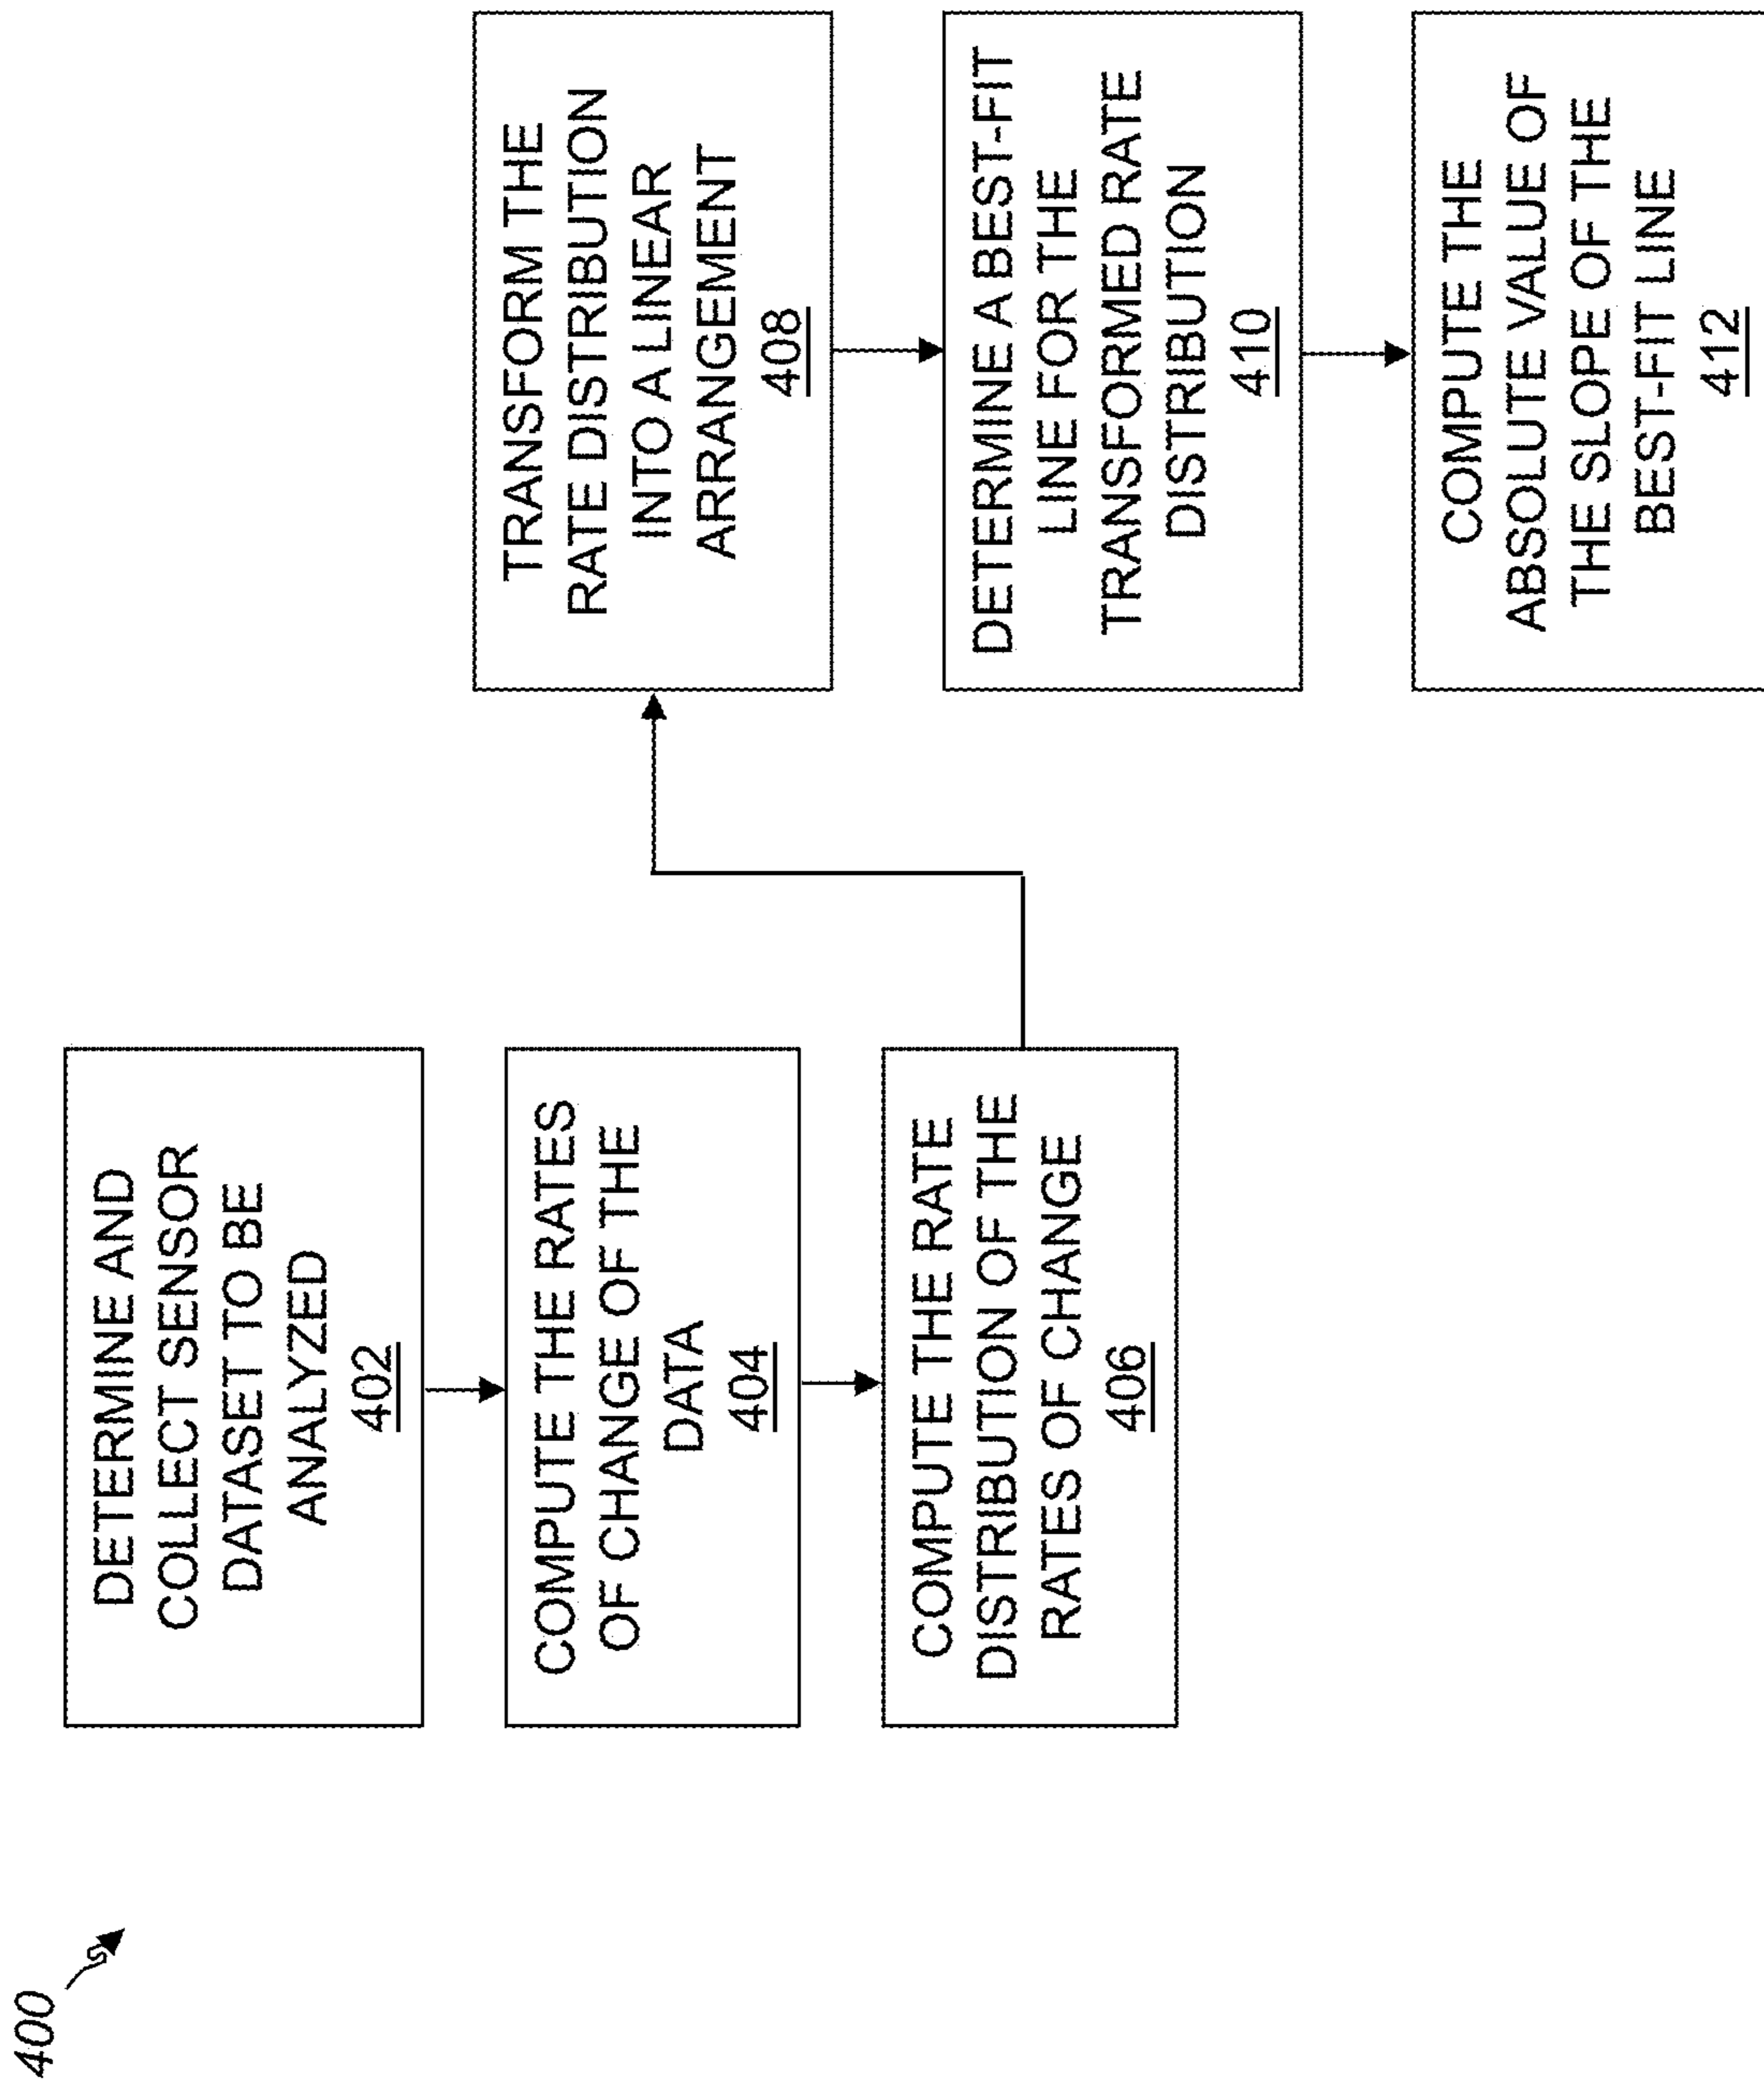 400
DETERMINE AND
COLLECT SENSOR
DATASET TO BE
ANALYZED
402
COMPUTE THE RATES
OF CHANGE OF THE
DATA
404
COMPUTE THE RATE
DISTRIBUTION OF THE
RATES OF CHANGE
406
TRANSFORM THE
RATE DISTRIBUTION
INTO A LINEAR
ARRANGEMENT
408
DETERMINE A BEST-FIT
LINE FOR THE
TRANSFORMED RATE
DISTRIBUTION
410
COMPUTE THE
ABSOLUTE VALUE OF
THE SLOPE OF THE
BEST-FIT LINE
412